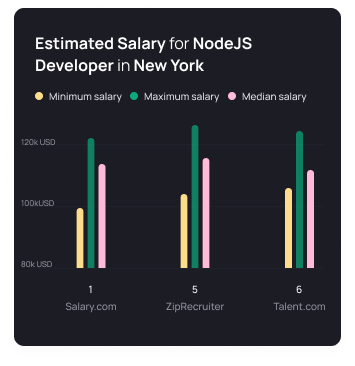 Estimated Salary for NodeJS
Developer in New York
Minimum salary Maximum salary Median salary
120k USD
100kUSD
80k USD
1 5 6
Salary.com ZipRecruiter Talent.com